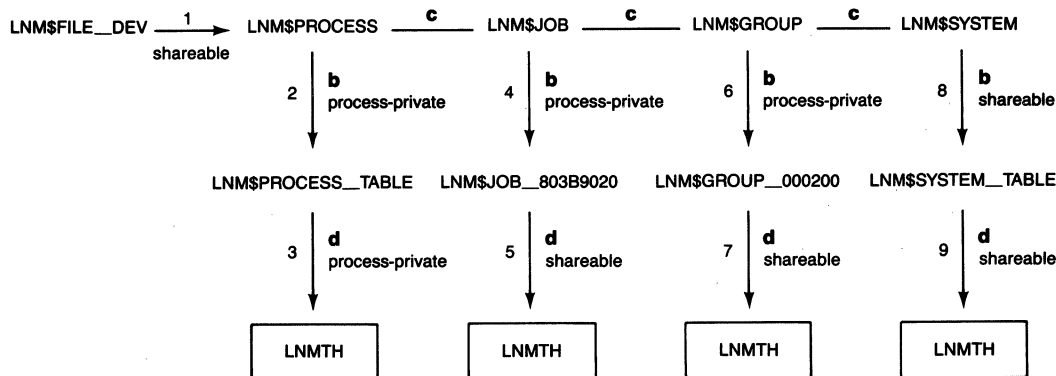 1 c c c
LNM$FILE__DEV LNM$PROCESS LNM$JOB LNM$GROUP LNM$SYSTEM
shareable
b b b b
2 process-private 4 process-private 6 process-private 8 shareable
LNM$PROCESS__TABLE LNM$JOB__803B9020 LNM$GROUP__000200 LNM$SYSTEM__TABLE
d d d d
3 process-private 5 shareable 7 shareable 9 shareable
LNMTH LNMTH LNMTH LNMTH